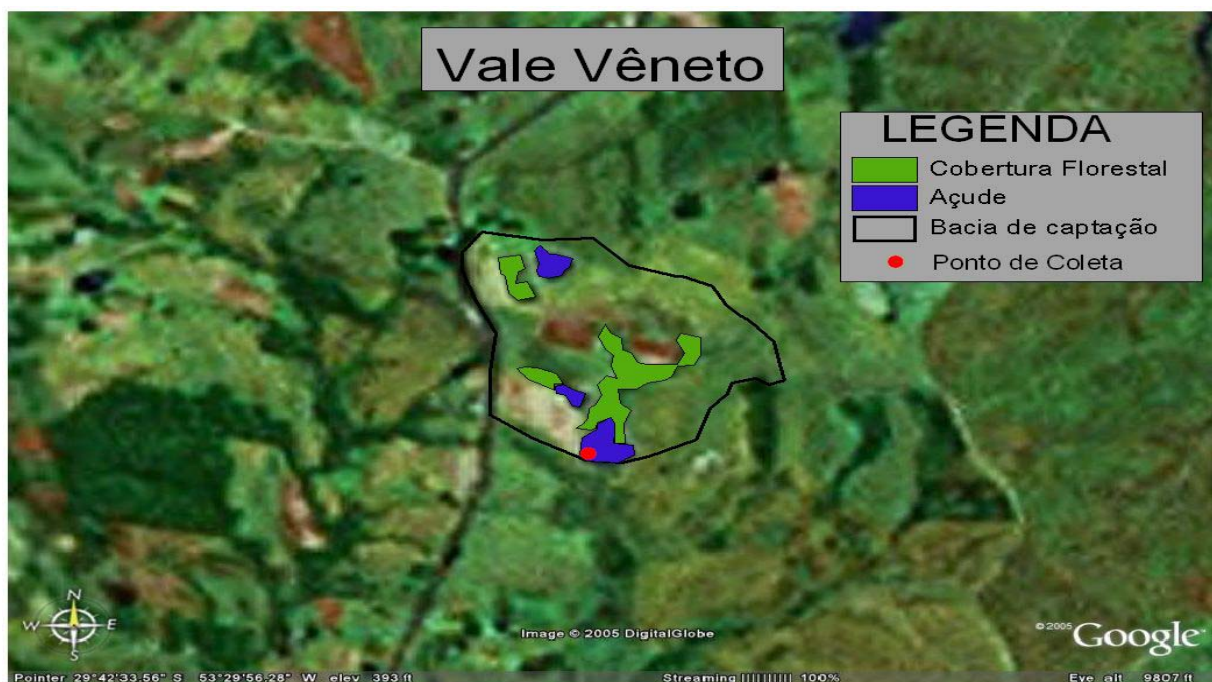 Vale Vêneto
LEGENDA
Cobertura Florestal
Açude
Bacia de captação
Ponto de Coleta
N
W E
S
Image © 2005 DigitalGlobe
©2005 Google™
Pointer 29°42'33.56" S 53°29'56.28" W elev 393 ft Streaming |||||||||| 100% Eye alt 9807 ft